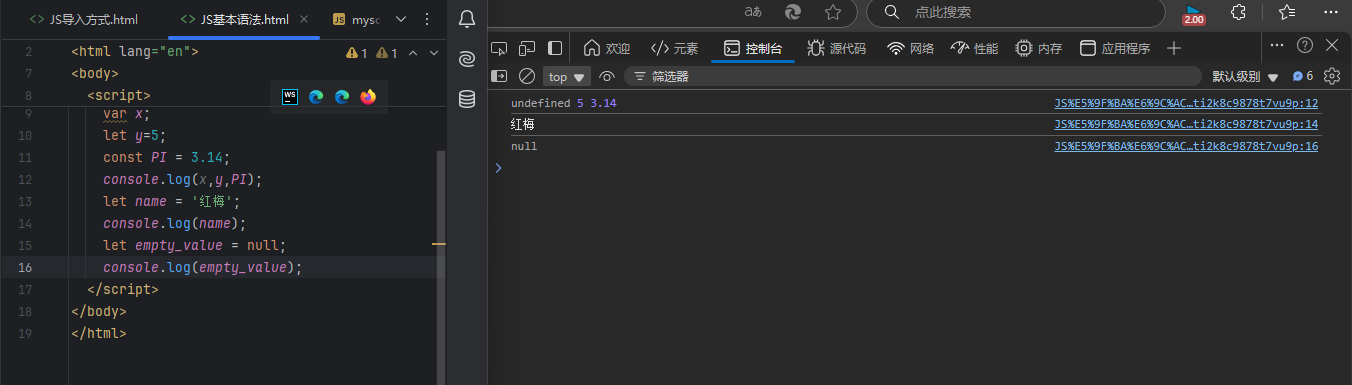 JS导入方式.html JS基本语法.html mysc
2 <html lang="en"> 1 1
7 <body>
8 <script>
9 var x;
10 let y=5;
11 const PI = 3.14;
12 console.log(x,y,PI);
13 let name = '红梅';
14 console.log(name);
15 let empty_value = null;
16 console.log(empty_value);
17 </script>
18 </body>
19 </html>
WS
aあ 点此搜索 2.00
欢迎 </> 元素 控制台 源代码 网络 性能 内存 应用程序
top 筛选器 默认级别 6
undefined 5 3.14 JS%E5%9F%BA%E6%9C%AC…ti2k8c9878t7vu9p:12
红梅 JS%E5%9F%BA%E6%9C%AC…ti2k8c9878t7vu9p:14
null JS%E5%9F%BA%E6%9C%AC…ti2k8c9878t7vu9p:16